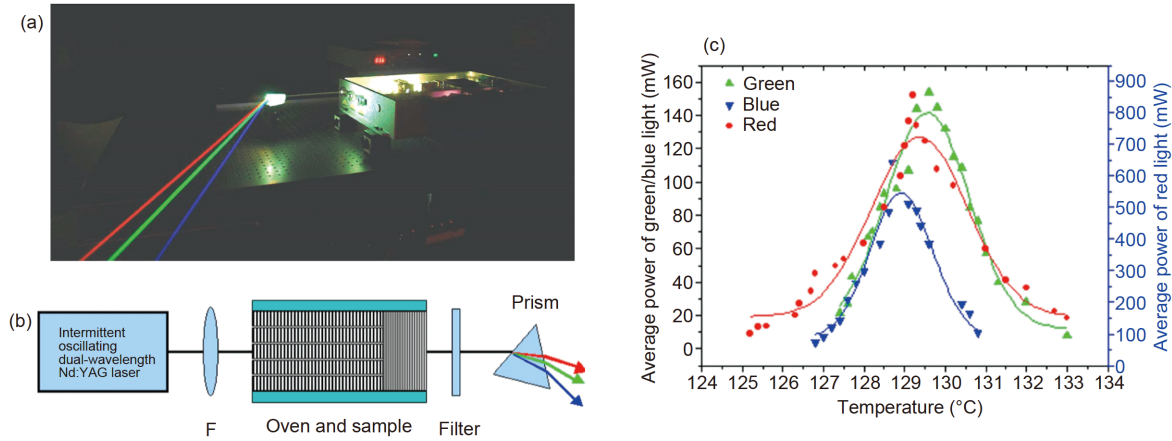 (a)
(b)
Intermittent
oscillating
dual-wavelength
Nd:YAG laser
F
Oven and sample
Filter
Prism
(c)
Green
Blue
Red
Average power of green/blue light (mW)
160
140
120
100
80
60
40
20
0
Average power of red light (mW)
900
800
700
600
500
400
300
200
100
0
124 125 126 127 128 129 130 131 132 133 134
Temperature (°C)